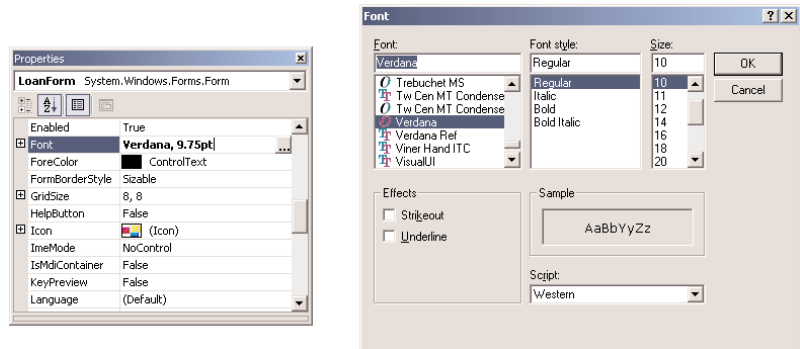 Properties
LoanForm System.Windows.Forms.Form
Enabled True
Font Verdana, 9.75pt ...
ForeColor ControlText
FormBorderStyle Sizable
GridSize 8, 8
HelpButton False
Icon (Icon)
ImeMode NoControl
IsMdiContainer False
KeyPreview False
Language (Default)
Font
Font:
Verdana
Trebuchet MS
Tw Cen MT Condense
Tw Cen MT Condense
Verdana
Verdana Ref
Viner Hand ITC
VisualUI
Font style:
Regular
Regular
Italic
Bold
Bold Italic
Size:
10
10
11
12
14
16
18
20
OK
Cancel
Effects
Strikeout
Underline
Sample
AaBbYyZz
Script:
Western